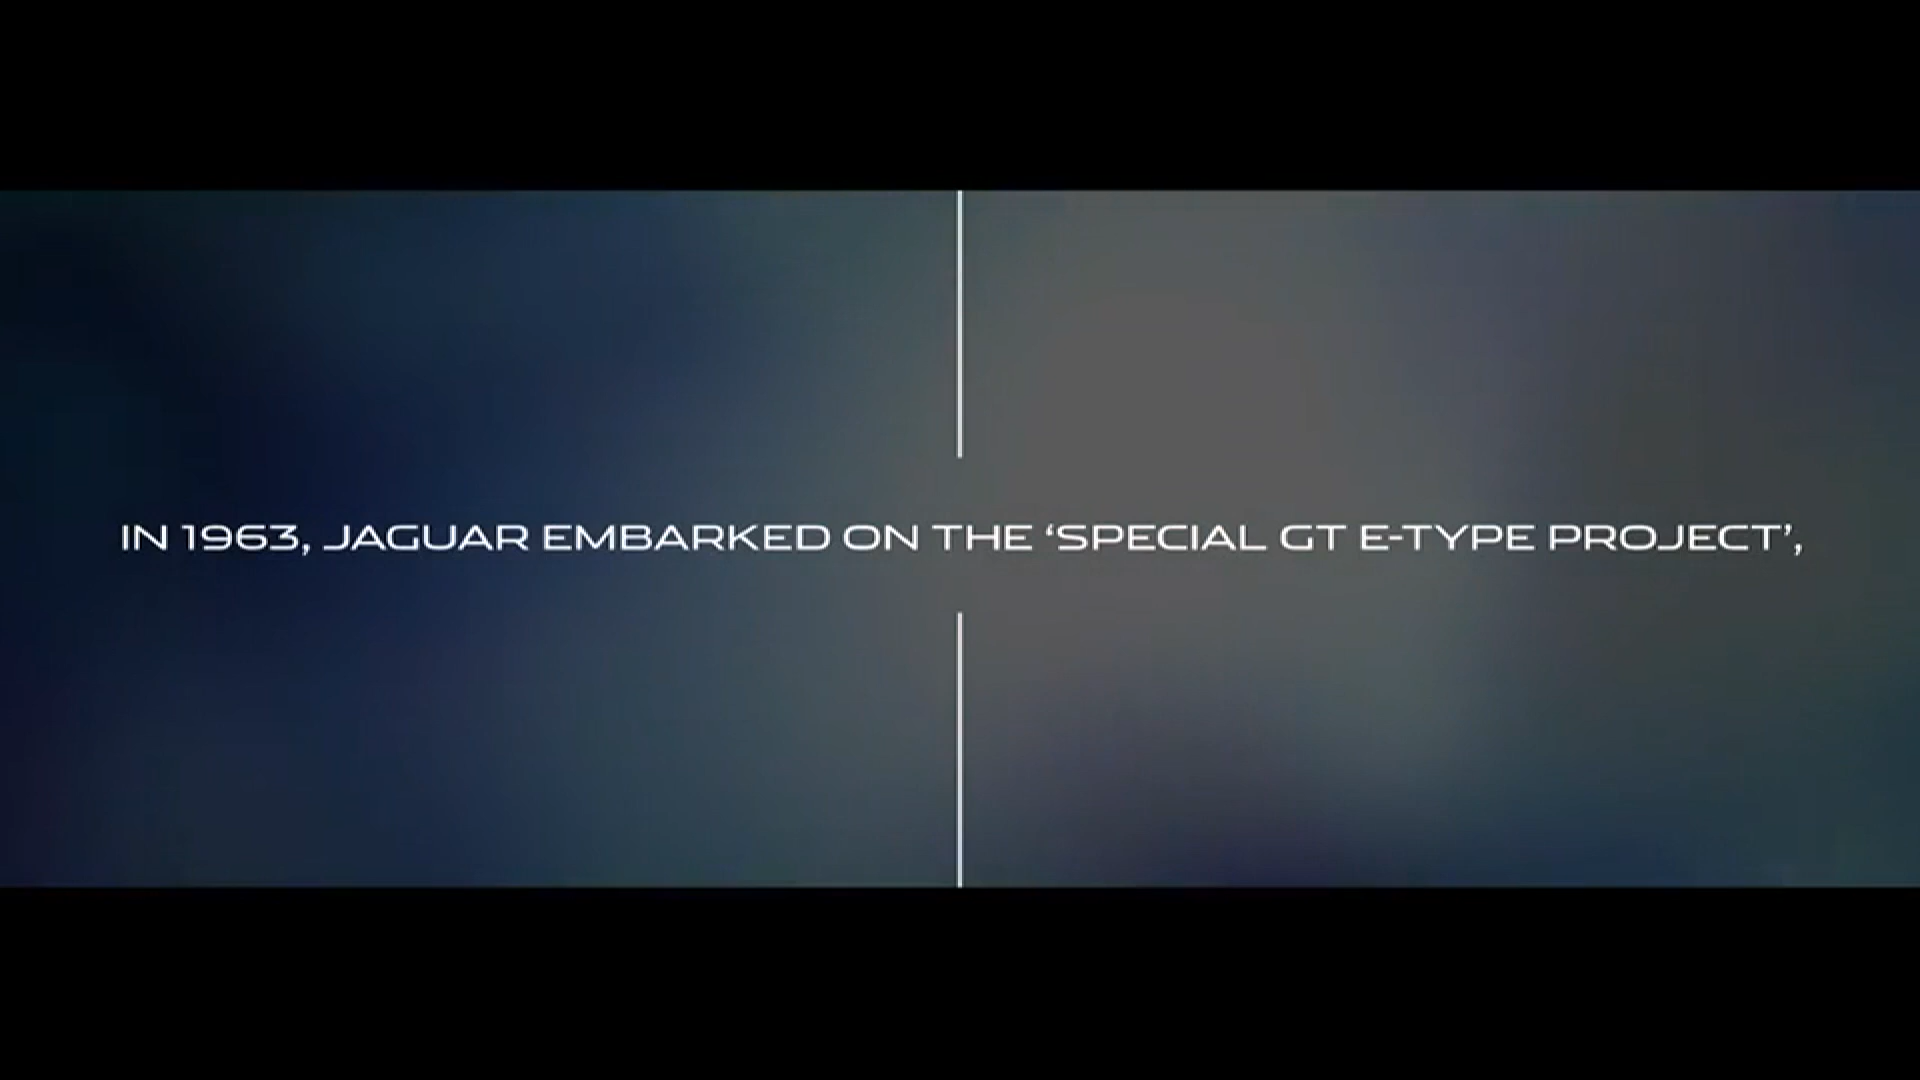 IN 1963, JAGUAR EMBARKED ON THE ‘SPECIAL GT E-TYPE PROJECT’,